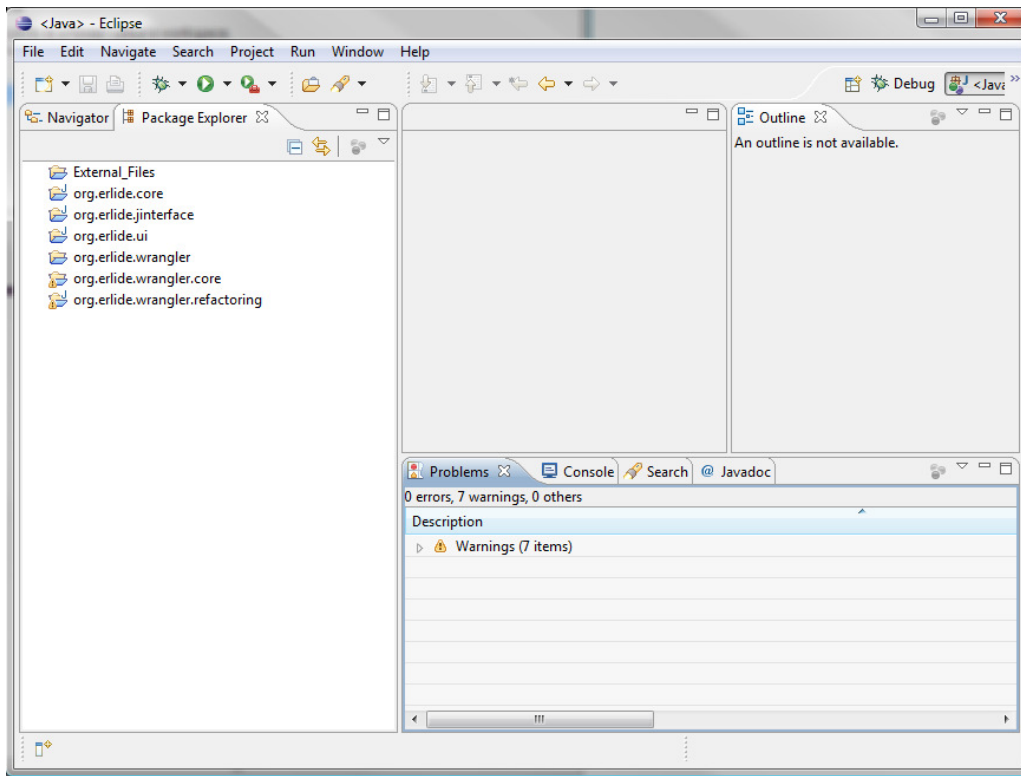 <Java> - Eclipse
File Edit Navigate Search Project Run Window Help
Debug <Java
Navigator Package Explorer
Outline
An outline is not available.
External_Files
org.erlide.core
org.erlide.jinterface
org.erlide.ui
org.erlide.wrangler
org.erlide.wrangler.core
org.erlide.wrangler.refactoring
Problems Console Search @ Javadoc
0 errors, 7 warnings, 0 others
Description
Warnings (7 items)